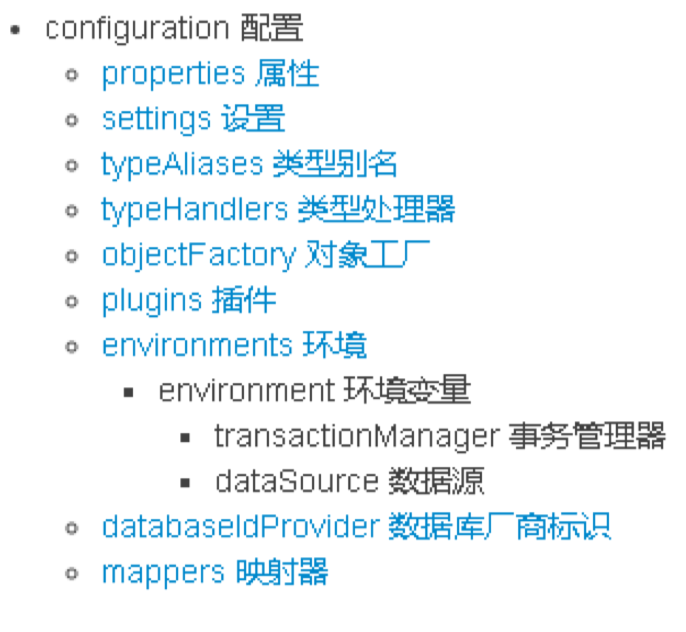 configuration 配置
properties 属性
settings 设置
typeAliases 类型别名
typeHandlers 类型处理器
objectFactory 对象工厂
plugins 插件
environments 环境
environment 环境变量
transactionManager 事务管理器
dataSource 数据源
databaseIdProvider 数据库厂商标识
mappers 映射器